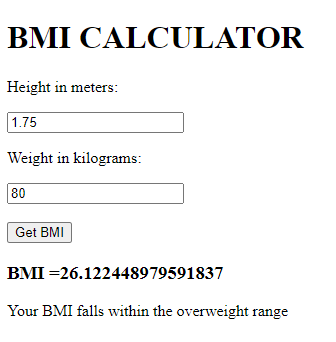 BMI CALCULATOR
Height in meters:
1.75
Weight in kilograms:
80
Get BMI
BMI =26.122448979591837
Your BMI falls within the overweight range